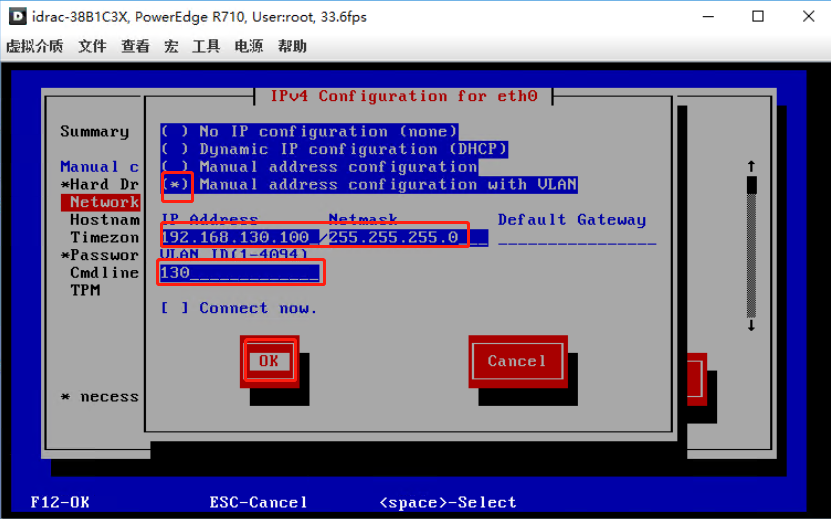 idrac-38B1C3X, PowerEdge R710, User:root, 33.6fps
虚拟介质 文件 查看 宏 工具 电源 帮助
IPv4 Configuration for eth0
Summary
( ) No IP configuration (none)
( ) Dynamic IP configuration (DHCP)
Manual c
( ) Manual address configuration
*Hard Dr
(*) Manual address configuration with VLAN
Network
Hostnam
IP Address Netmask Default Gateway
Timezon
192.168.130.100_/255.255.255.0___ _______________
*Passwor
VLAN ID(1-4094)
Cmdline
130____________
TPM
[ ] Connect now.
OK Cancel
* necess
F12-OK ESC-Cancel <space>-Select